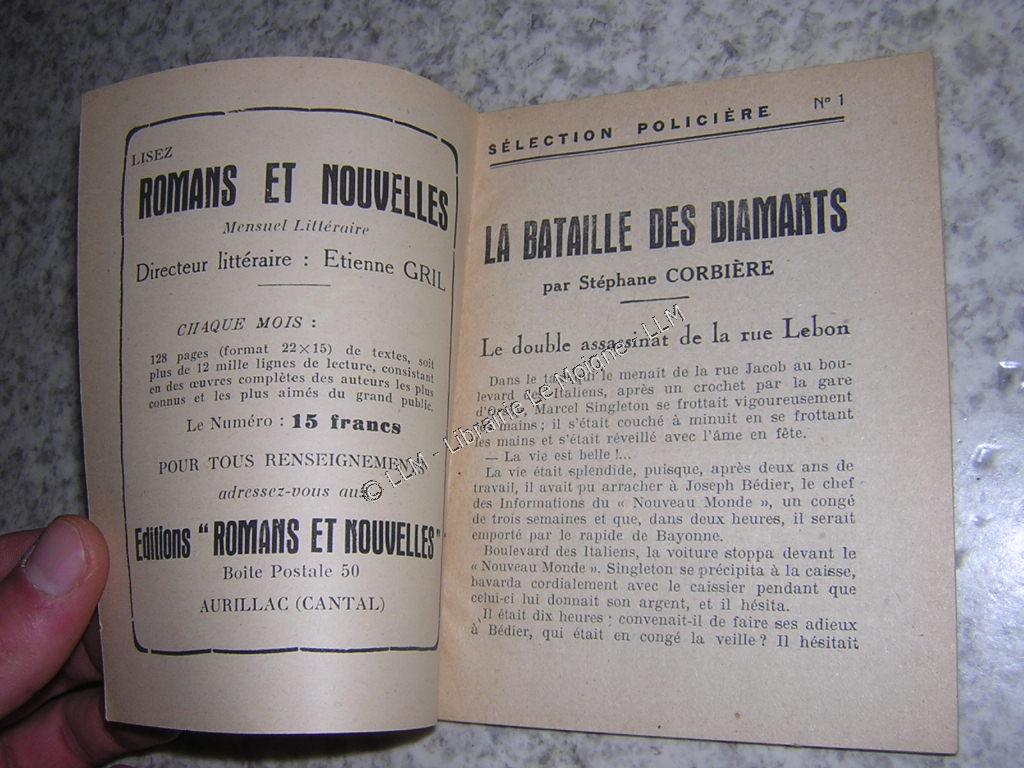 LISEZ
ROMANS ET NOUVELLES
Mensuel Littéraire
Directeur littéraire : Etienne GRIL
CHAQUE MOIS :
128 pages (format 22×15) de textes, soit
plus de 12 mille lignes de lecture, consistant
en des œuvres complètes des auteurs les plus
connus et les plus aimés du grand public.
Le Numéro : 15 francs
POUR TOUS RENSEIGNEMEN
adressez-vous aux
Editions "ROMANS ET NOUVELLES"
Boite Postale 50
AURILLAC (CANTAL)
SÉLECTION POLICIÈRE N° 1
LA BATAILLE DES DIAMANTS
par Stéphane CORBIÈRE
Le double assassinat de la rue Lebon
Dans le qui le menait de la rue Jacob au bou-
levard des Italiens, après un crochet par la gare
Marcel Singleton se frottait vigoureusement
les mains ; il s'était couché à minuit en se frottant
les mains et s'était réveillé avec l'âme en fête.
— La vie est belle !...
La vie était splendide, puisque, après deux ans de
travail, il avait pu arracher à Joseph Bédier, le chef
des Informations du « Nouveau Monde », un congé
de trois semaines et que, dans deux heures, il serait
emporté par le rapide de Bayonne.
Boulevard des Italiens, la voiture stoppa devant le
« Nouveau Monde ». Singleton se précipita à la caisse,
bavarda cordialement avec le caissier pendant que
celui-ci lui donnait son argent, et il hésita.
Il était dix heures ; convenait-il de faire ses adieux
à Bédier, qui était en congé la veille ? Il hésitait
© LLM - Librairie Le Moigne - LLM